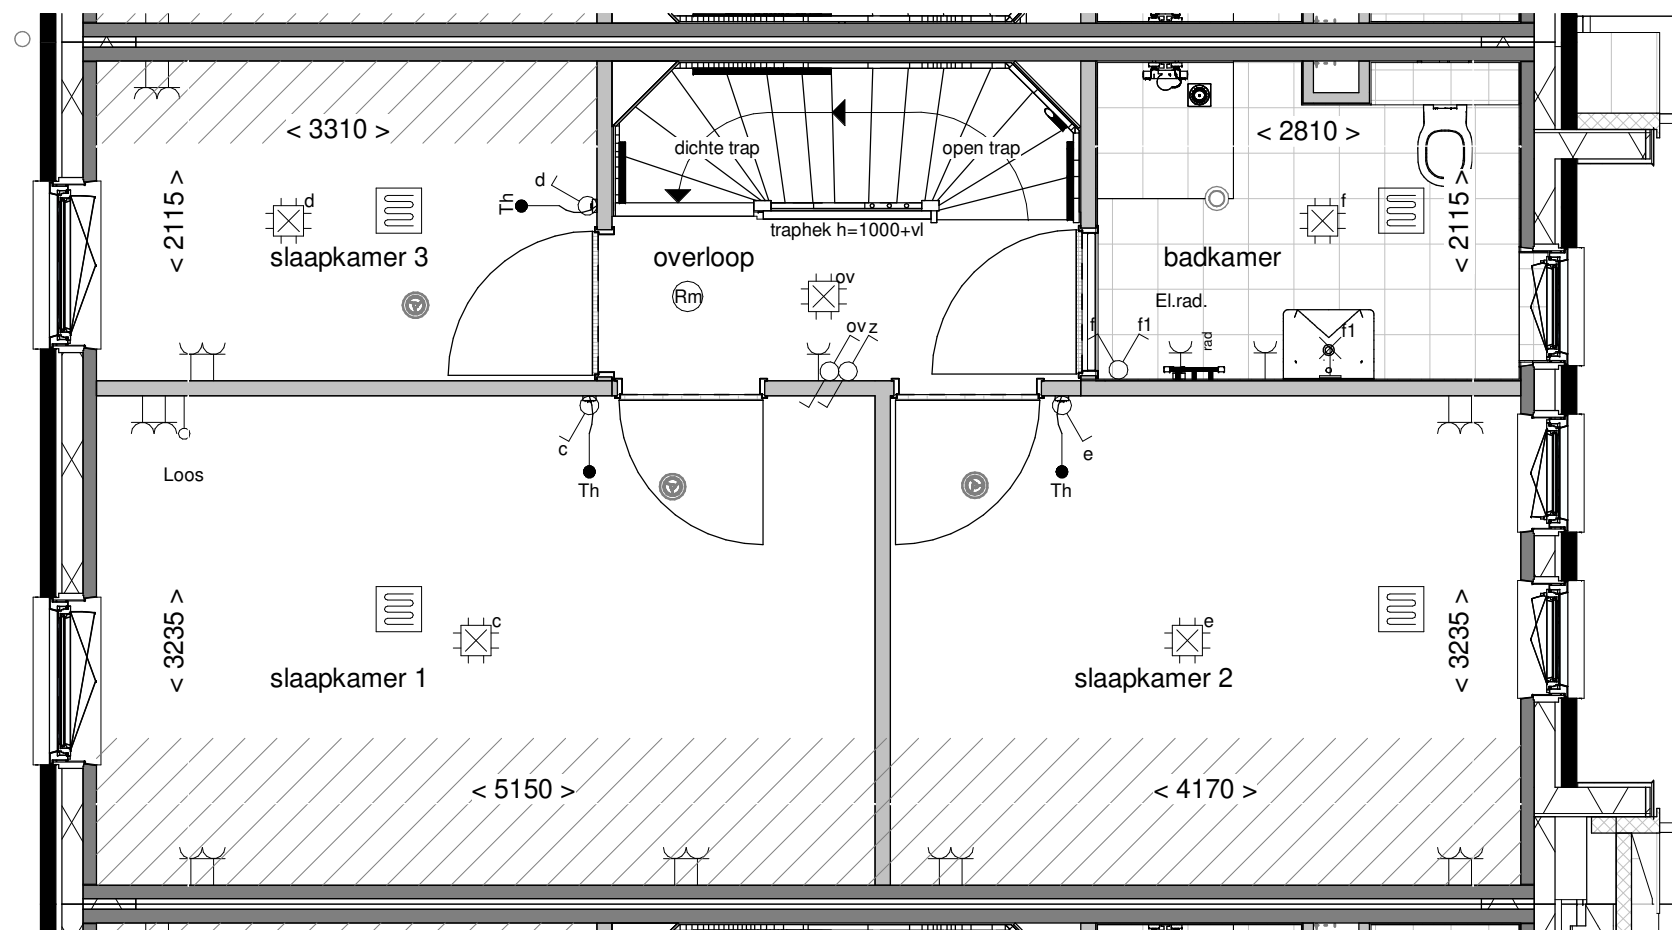 < 3310 >
< 2810 >
dichte trap
open trap
d
d
Th
f
< 2115 >
< 2115 >
traphek h=1000+vl
slaapkamer 3
overloop
badkamer
Rm
ov
El.rad.
ov z
f
f1
rad
f1
c
e
Loos
Th
Th
< 3235 >
c
e
< 3235 >
slaapkamer 1
slaapkamer 2
< 5150 >
< 4170 >